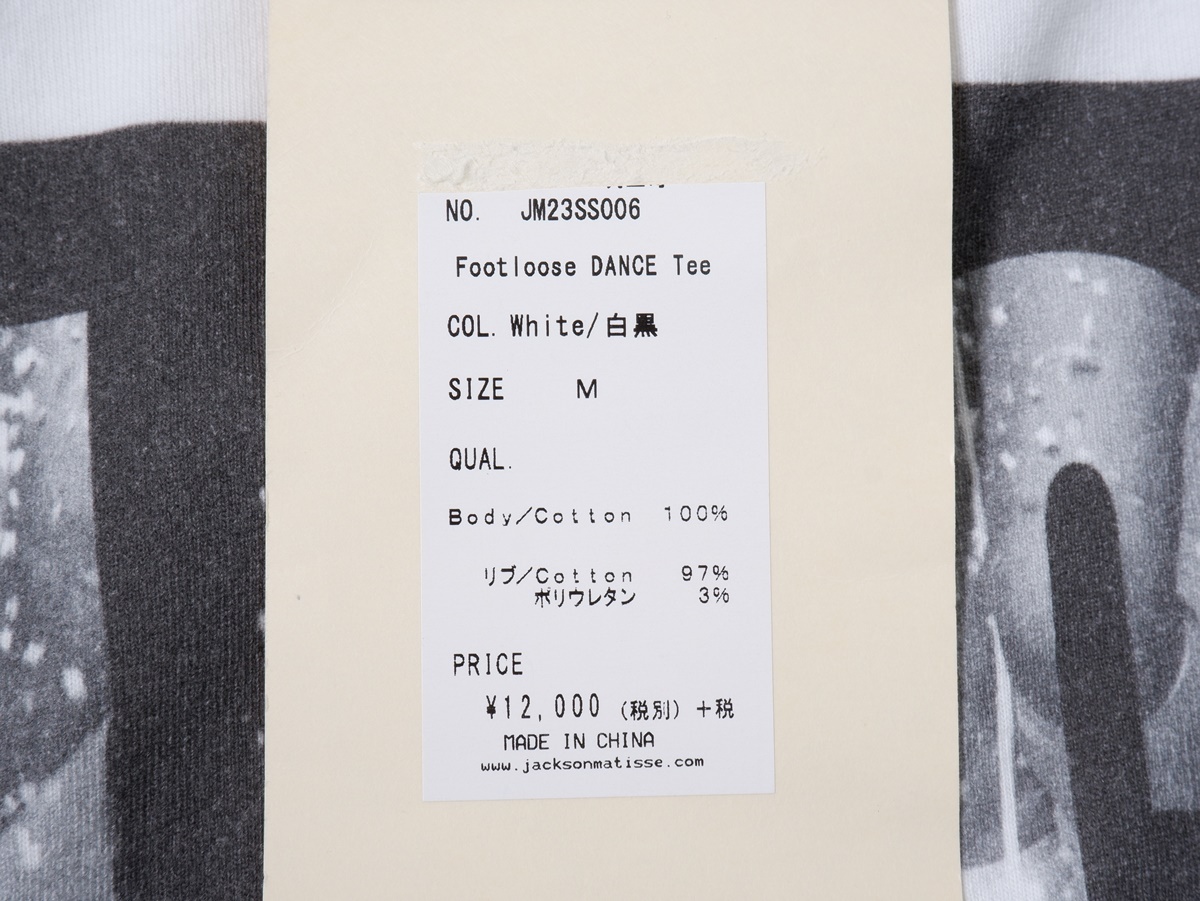 NO. JM23SS006
Footloose DANCE Tee
COL. White/白黒
SIZE M
QUAL.
Body/Cotton 100%
リブ/Cotton 97%
ポリウレタン 3%
PRICE
¥12,000 (税別) +税
MADE IN CHINA
www.jacksonmatisse.com